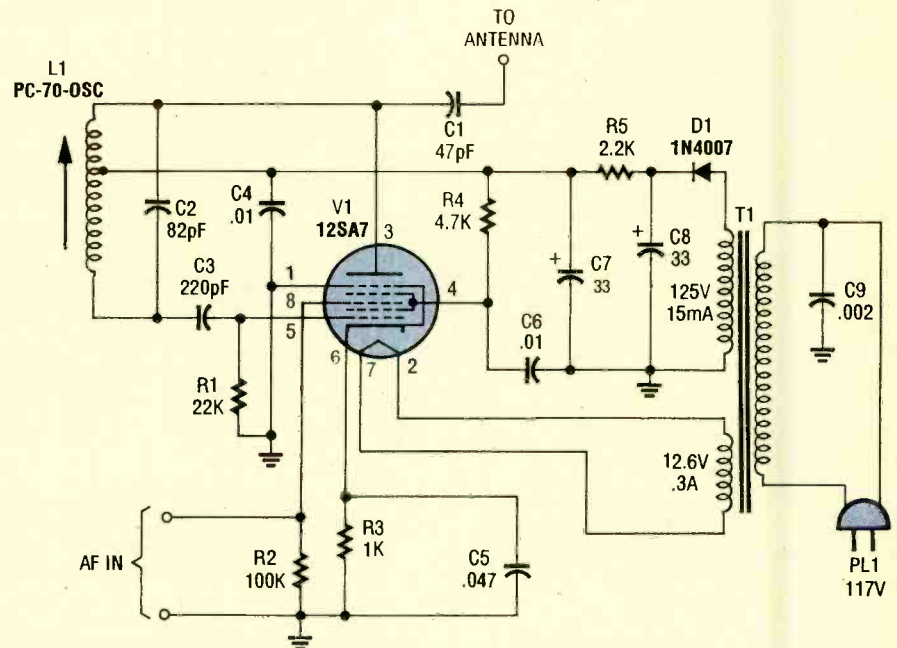 TO
ANTENNA
L1
PC-70-OSC
C1
47pF
R5
2.2K
D1
1N4007
C2
82pF
C4
.01
V1
12SA7
R4
4.7K
T1
3
C3
220pF
1
8
5
4
6
7
2
+
C7
33
+
C8
33
125V
15mA
C9
.002
C6
.01
R1
22K
12.6V
.3A
AF IN
R2
100K
R3
1K
C5
.047
PL1
117V